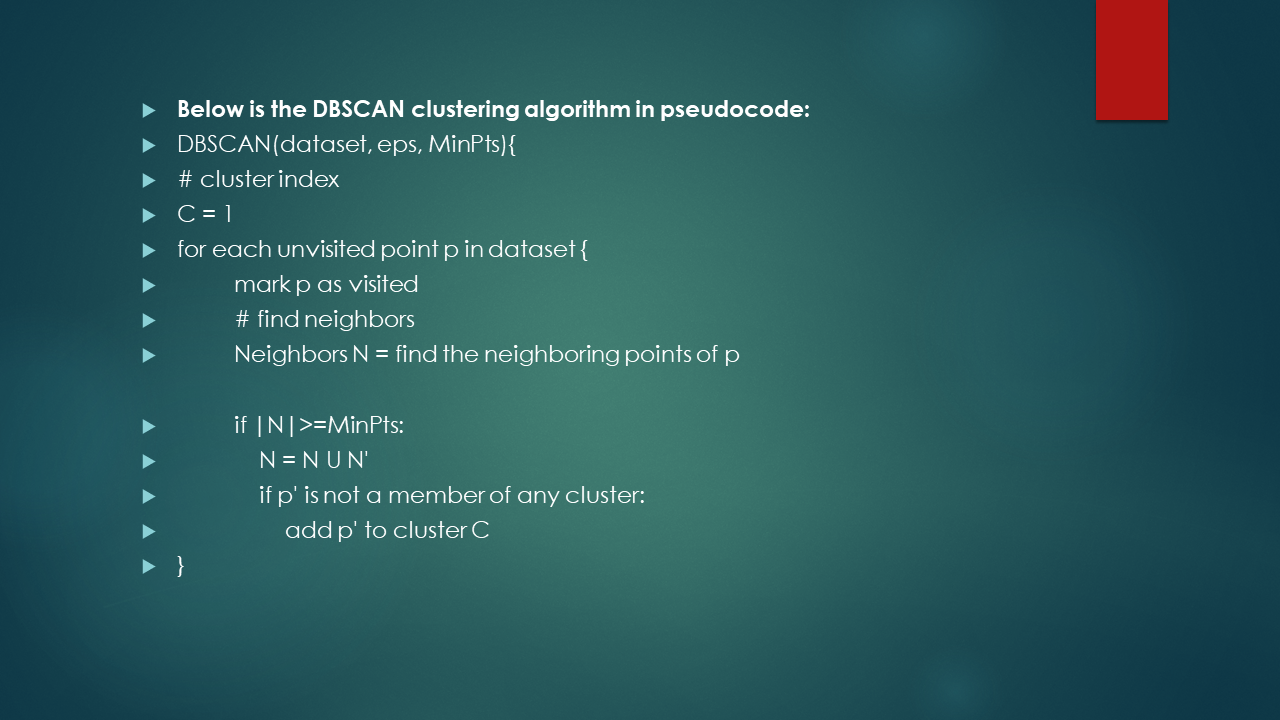 Below is the DBSCAN clustering algorithm in pseudocode:
DBSCAN(dataset, eps, MinPts){
# cluster index
C = 1
for each unvisited point p in dataset {
mark p as visited
# find neighbors
Neighbors N = find the neighboring points of p
if |N|>=MinPts:
N = N U N'
if p' is not a member of any cluster:
add p' to cluster C
}